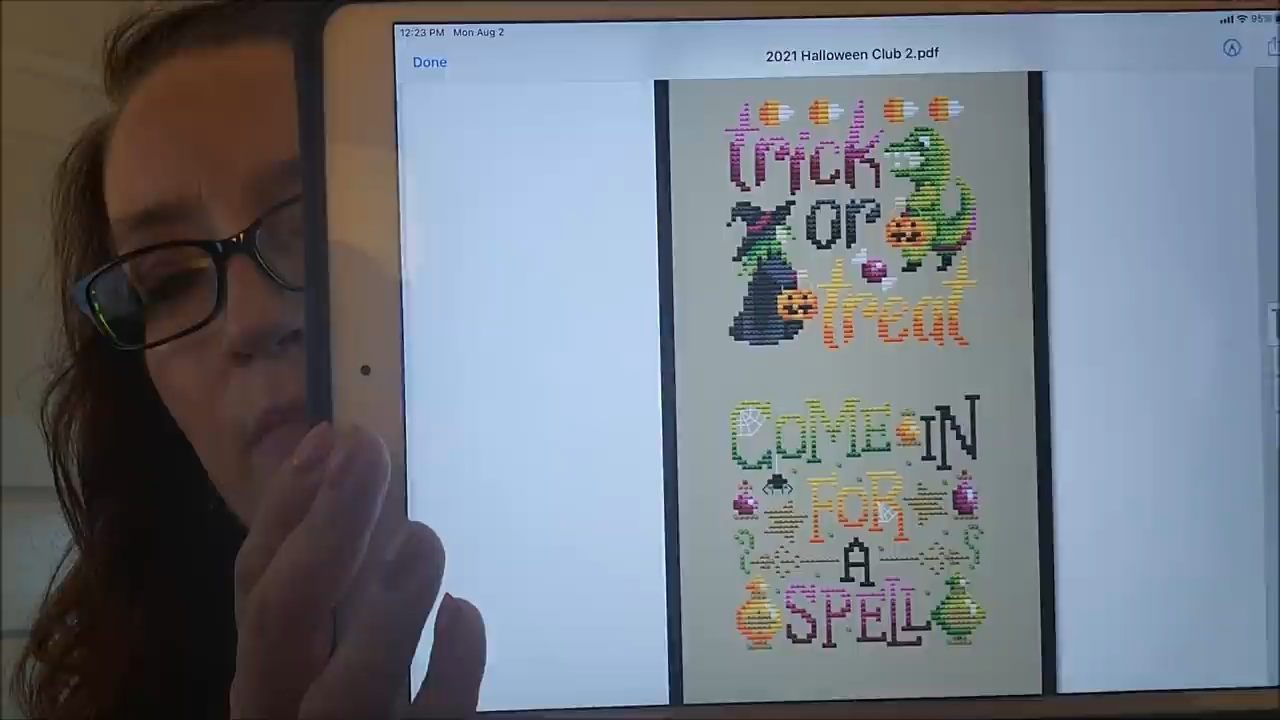 12:23 PM Mon Aug 2
95%
Done
2021 Halloween Club 2.pdf
trick
or
treat
COME IN
FOR
A
SPELL